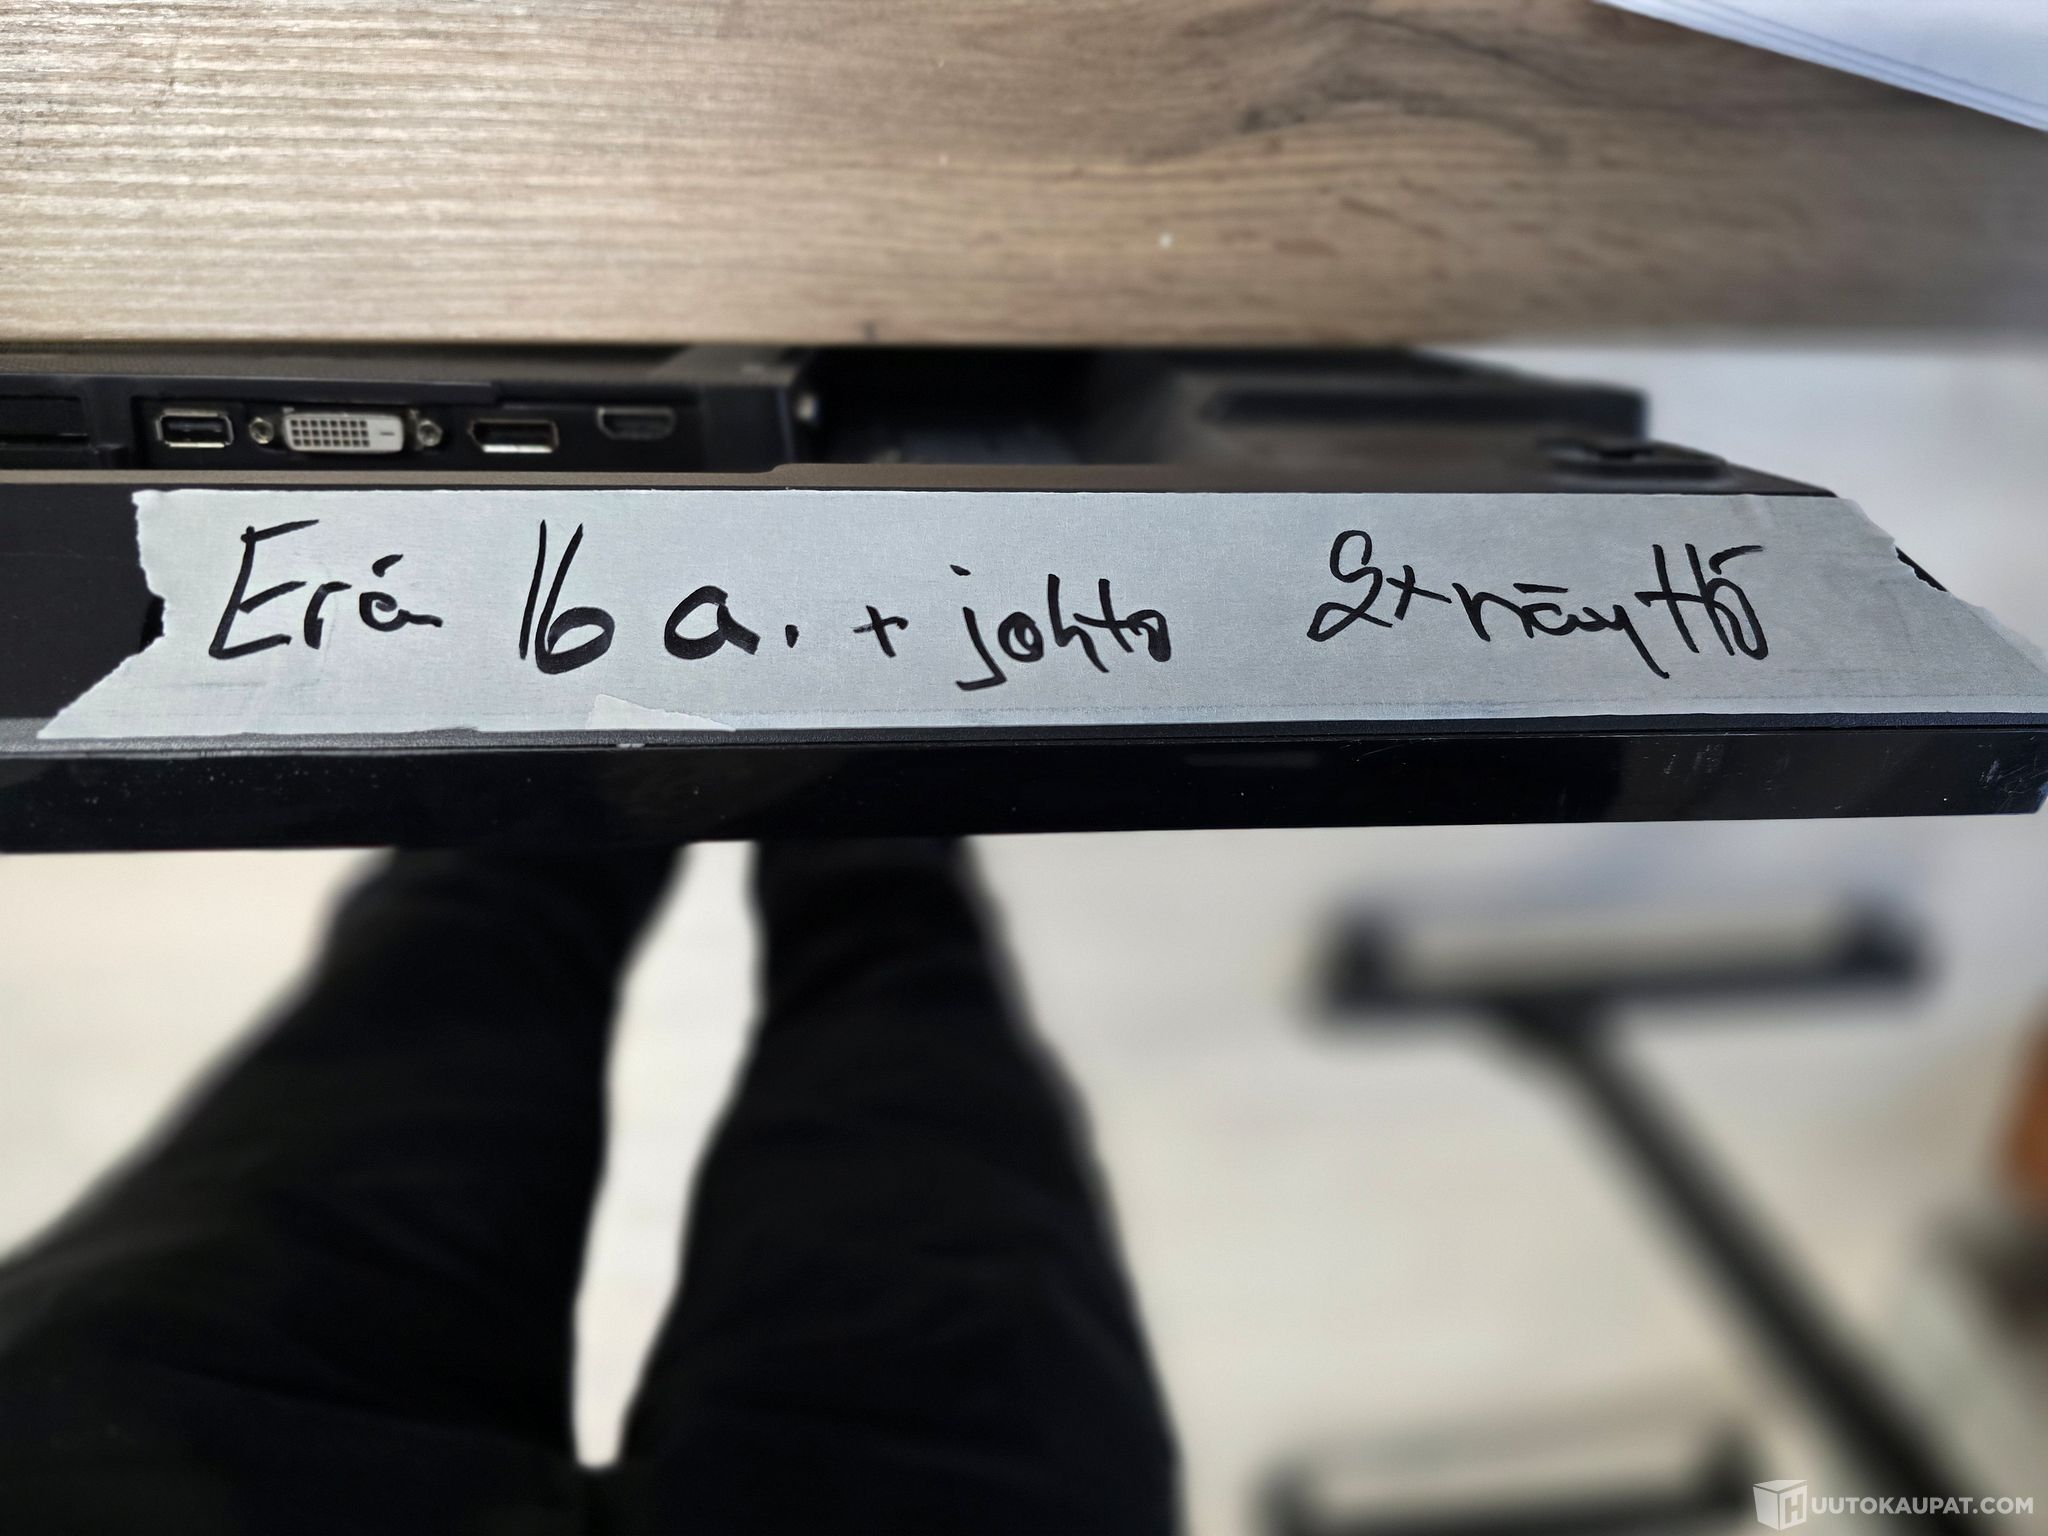 Erä 16 a. + johto 2x näyttö
HUUTOKAUPAT.COM